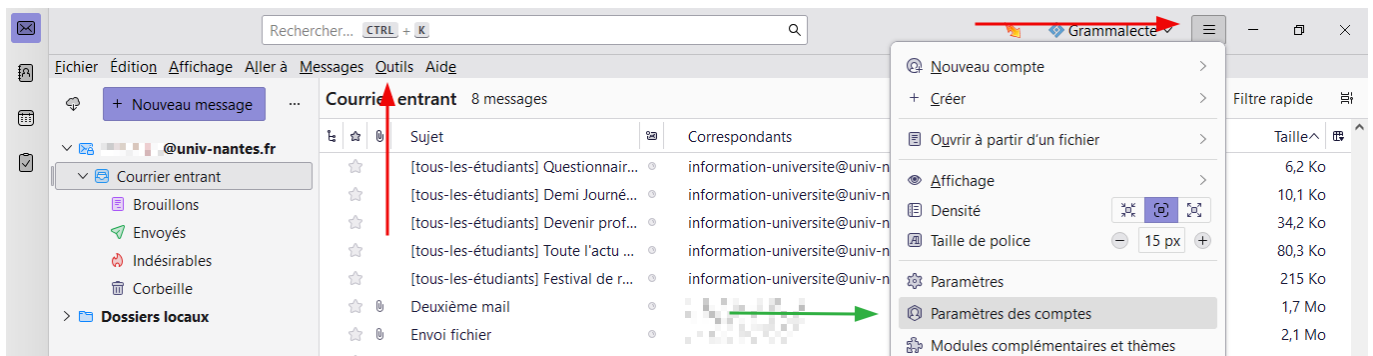 Rechercher... CTRL + K
Grammalecte
Fichier Édition Affichage Aller à Messages Outils Aide
+ Nouveau message ...
Courrier entrant 8 messages
Filtre rapide
Sujet Correspondants Taille
@univ-nantes.fr
Courrier entrant
Brouillons
Envoyés
Indésirables
Corbeille
Dossiers locaux
[tous-les-étudiants] Questionnair... information-universite@univ-n 6,2 Ko
[tous-les-étudiants] Demi Journé... information-universite@univ-n 10,1 Ko
[tous-les-étudiants] Devenir prof... information-universite@univ-n 34,2 Ko
[tous-les-étudiants] Toute l'actu ... information-universite@univ-n 80,3 Ko
[tous-les-étudiants] Festival de r... information-universite@univ-n 215 Ko
Deuxième mail 1,7 Mo
Envoi fichier 2,1 Mo
Nouveau compte
+ Créer
Ouvrir à partir d'un fichier
Affichage
Densité
Taille de police 15 px
Paramètres
Paramètres des comptes
Modules complémentaires et thèmes